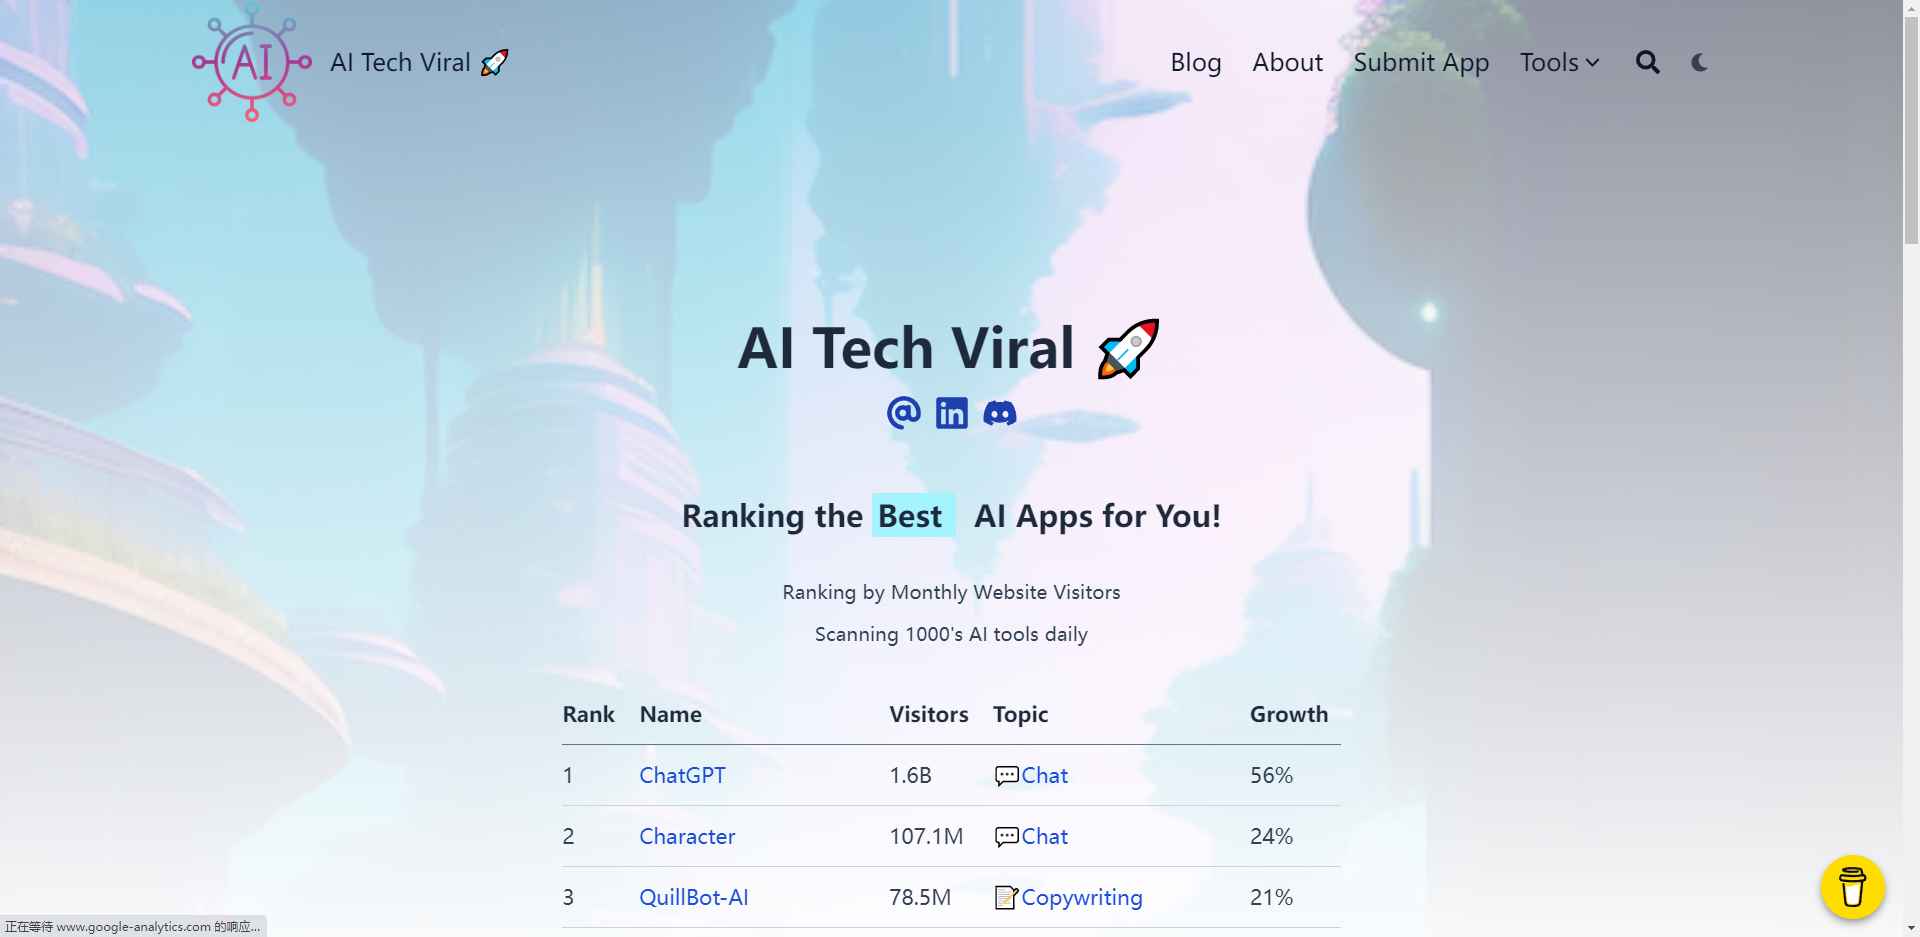 AI
AI Tech Viral 🚀
Blog About Submit App Tools
AI Tech Viral 🚀
Ranking the Best AI Apps for You!
Ranking by Monthly Website Visitors
Scanning 1000's AI tools daily
Rank Name Visitors Topic Growth
1 ChatGPT 1.6B 💬Chat 56%
2 Character 107.1M 💬Chat 24%
3 QuillBot-AI 78.5M 📝Copywriting 21%
正在等待 www.google-analytics.com 的响应...